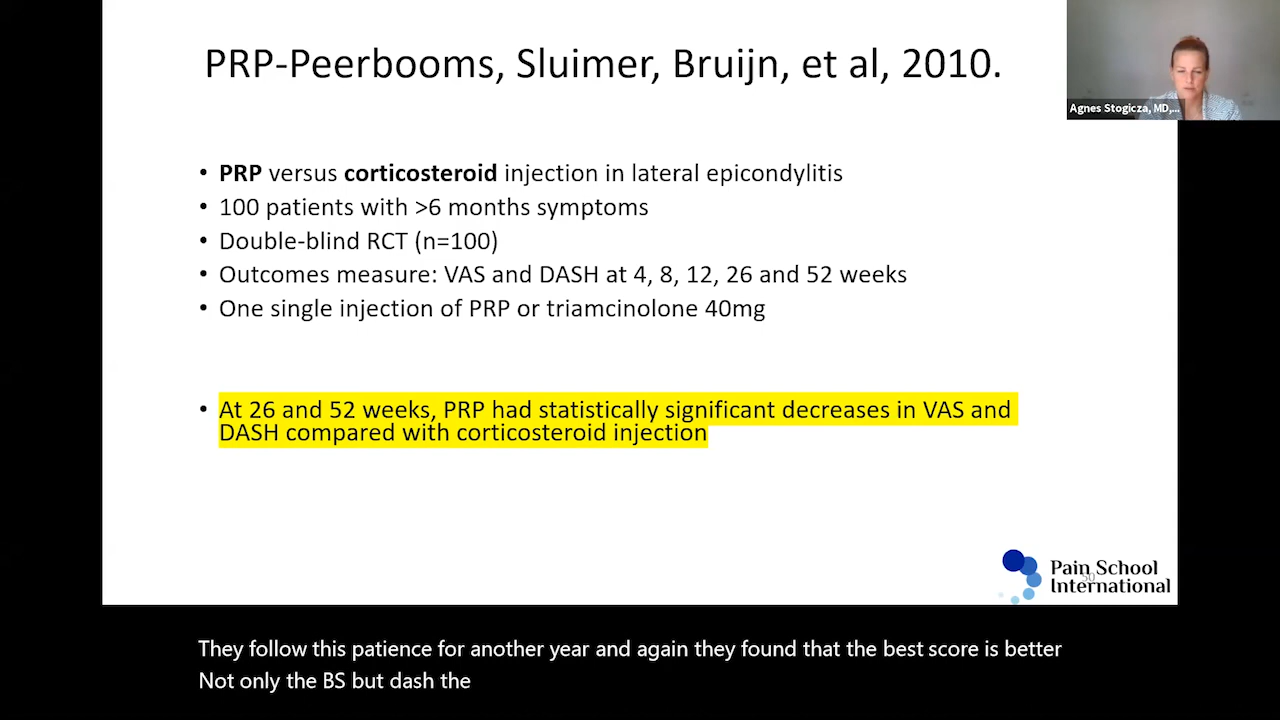 PRP-Peerbooms, Sluimer, Bruijn, et al, 2010.
Agnes Stogicza, MD,...
• PRP versus corticosteroid injection in lateral epicondylitis
• 100 patients with >6 months symptoms
• Double-blind RCT (n=100)
• Outcomes measure: VAS and DASH at 4, 8, 12, 26 and 52 weeks
• One single injection of PRP or triamcinolone 40mg
• At 26 and 52 weeks, PRP had statistically significant decreases in VAS and
DASH compared with corticosteroid injection
Pain School
50
International
They follow this patience for another year and again they found that the best score is better
Not only the BS but dash the